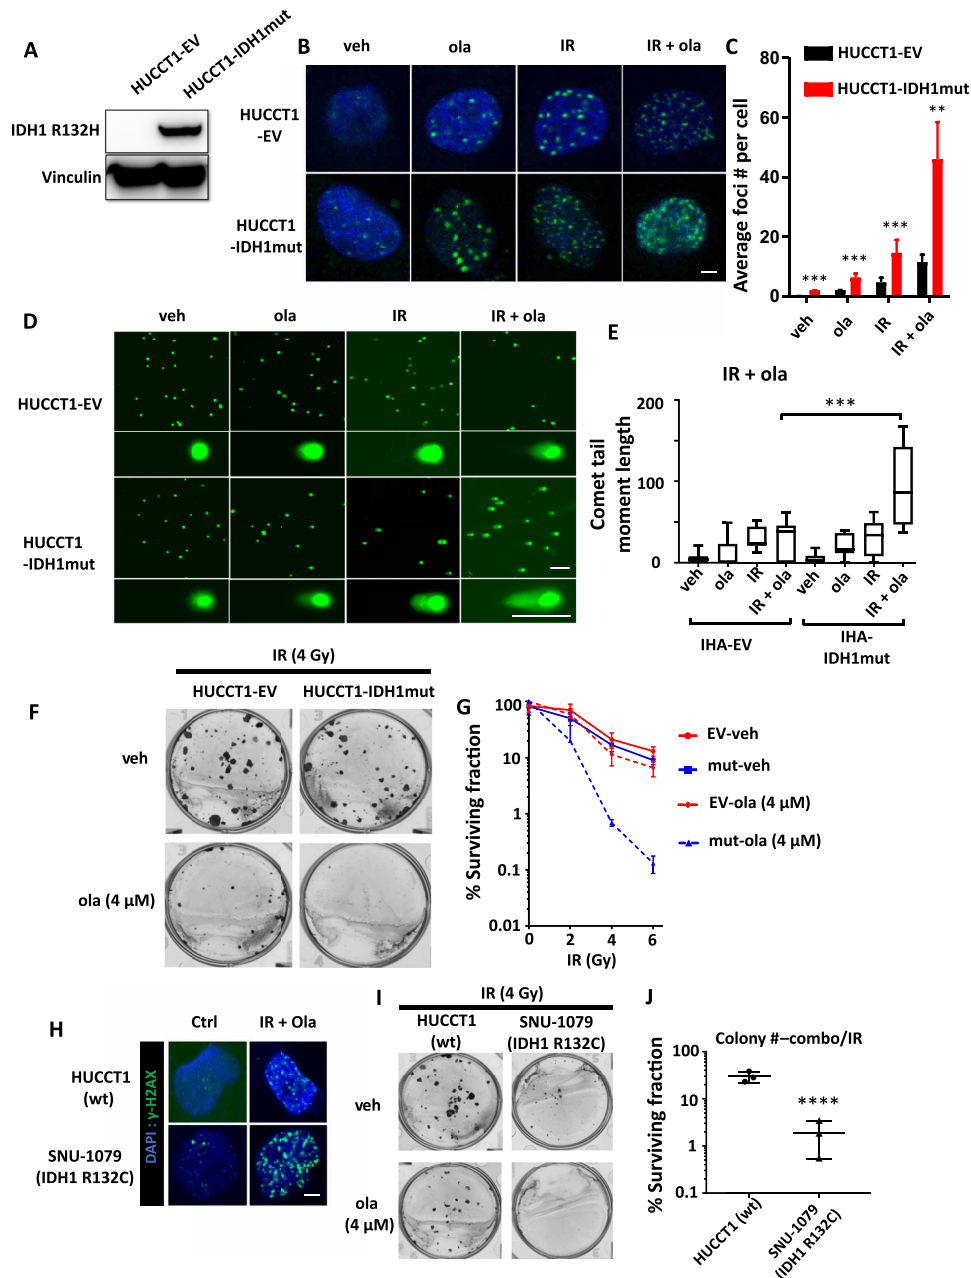 A
HUCCT1-EV
HUCCT1-IDH1mut
IDH1 R132H
Vinculin
B
veh
ola
IR
IR + ola
HUCCT1
-EV
HUCCT1
-IDH1mut
C
HUCCT1-EV
HUCCT1-IDH1mut
Average foci # per cell
80
60
40
20
0
***
***
***
**
veh
ola
IR
IR + ola
D
veh
ola
IR
IR + ola
HUCCT1-EV
HUCCT1
-IDH1mut
E
IR + ola
Comet tail
moment length
200
100
0
***
veh
ola
IR
IR + ola
veh
ola
IR
IR + ola
IHA-EV
IHA-
IDH1mut
F
IR (4 Gy)
HUCCT1-EV
HUCCT1-IDH1mut
veh
ola (4 µM)
G
% Surviving fraction
100
10
1
0.1
0.01
0
2
4
6
IR (Gy)
EV-veh
mut-veh
EV-ola (4 µM)
mut-ola (4 µM)
H
Ctrl
IR + Ola
HUCCT1
(wt)
SNU-1079
(IDH1 R132C)
DAPI : γ-H2AX
I
IR (4 Gy)
HUCCT1
(wt)
SNU-1079
(IDH1 R132C)
veh
ola
(4 µM)
J
Colony #–combo/IR
% Surviving fraction
100
10
1
0.1
****
HUCCT1 (wt)
SNU-1079
(IDH1 R132C)